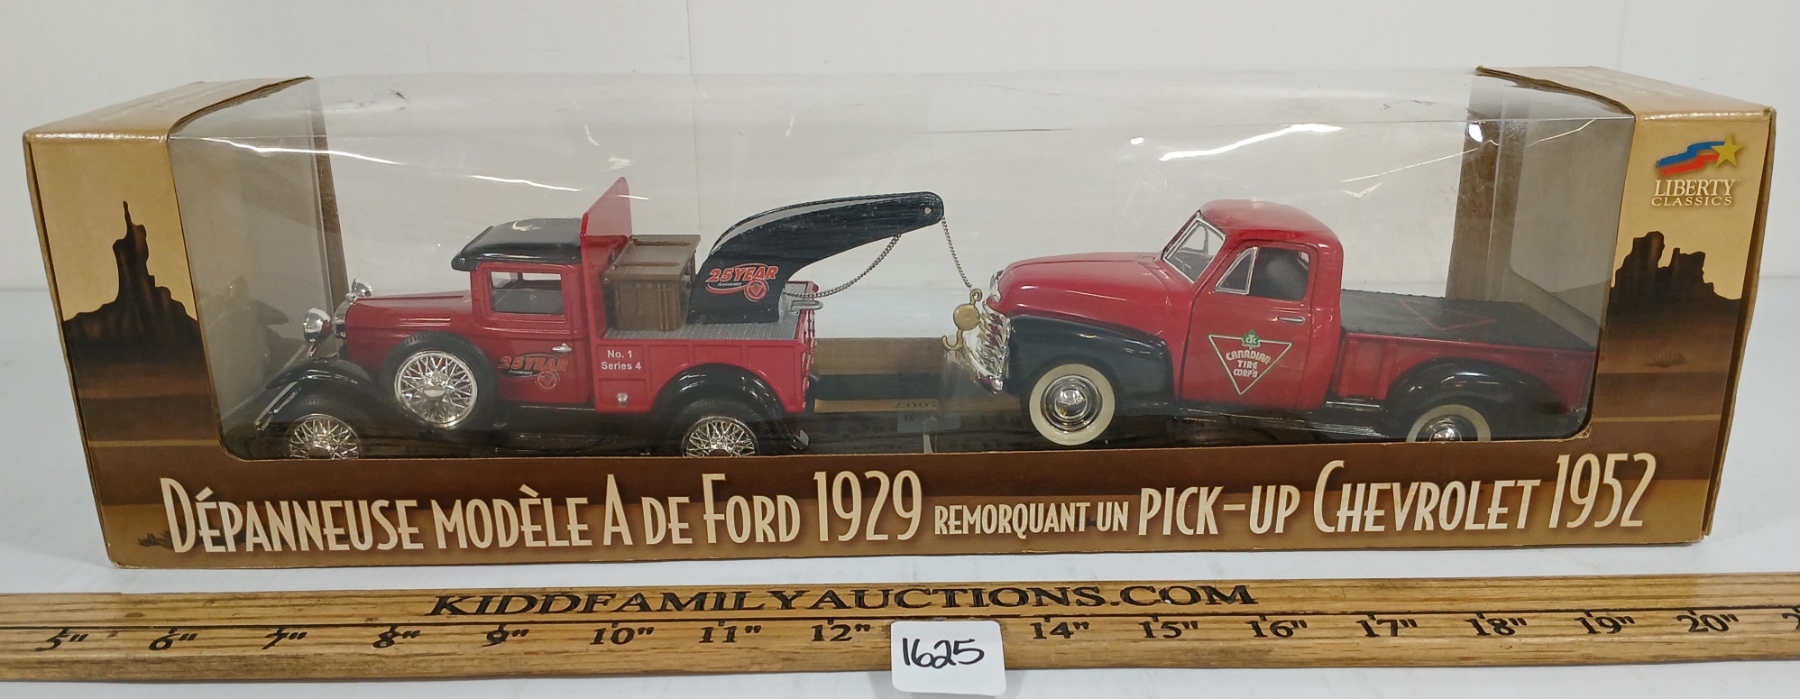 LIBERTY
CLASSICS
25 YEAR
Anniversary
25 YEAR
No. 1
Series 4
CTC
CANADIAN
TIRE
CORP'N
DÉPANNEUSE MODÈLE A DE FORD 1929 REMORQUANT UN PICK-UP CHEVROLET 1952
KIDDFAMILYAUCTIONS.COM
5" 6" 7" 8" 9" 10" 11" 12" 14" 15" 16" 17" 18" 19" 20"
1625